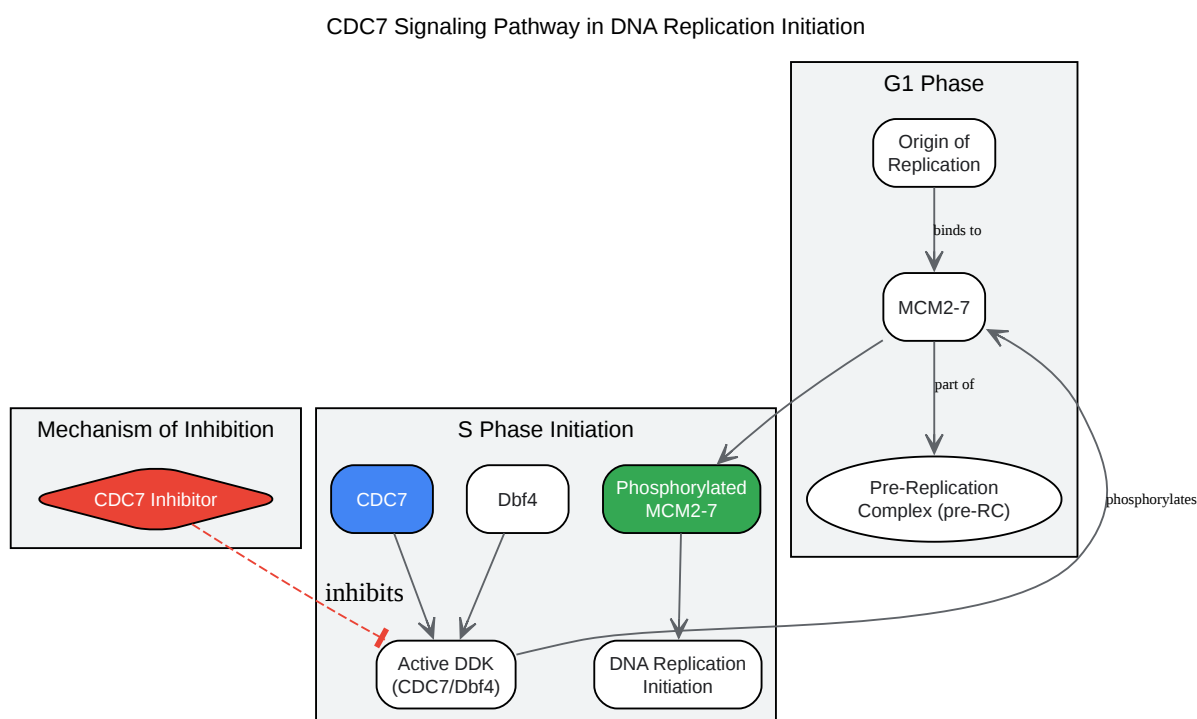 CDC7 Signaling Pathway in DNA Replication Initiation
G1 Phase
Origin of
Replication
binds to
MCM2-7
part of
Pre-Replication
Complex (pre-RC)
phosphorylates
Mechanism of Inhibition
CDC7 Inhibitor
inhibits
S Phase Initiation
CDC7
Dbf4
Phosphorylated
MCM2-7
Active DDK
(CDC7/Dbf4)
DNA Replication
Initiation